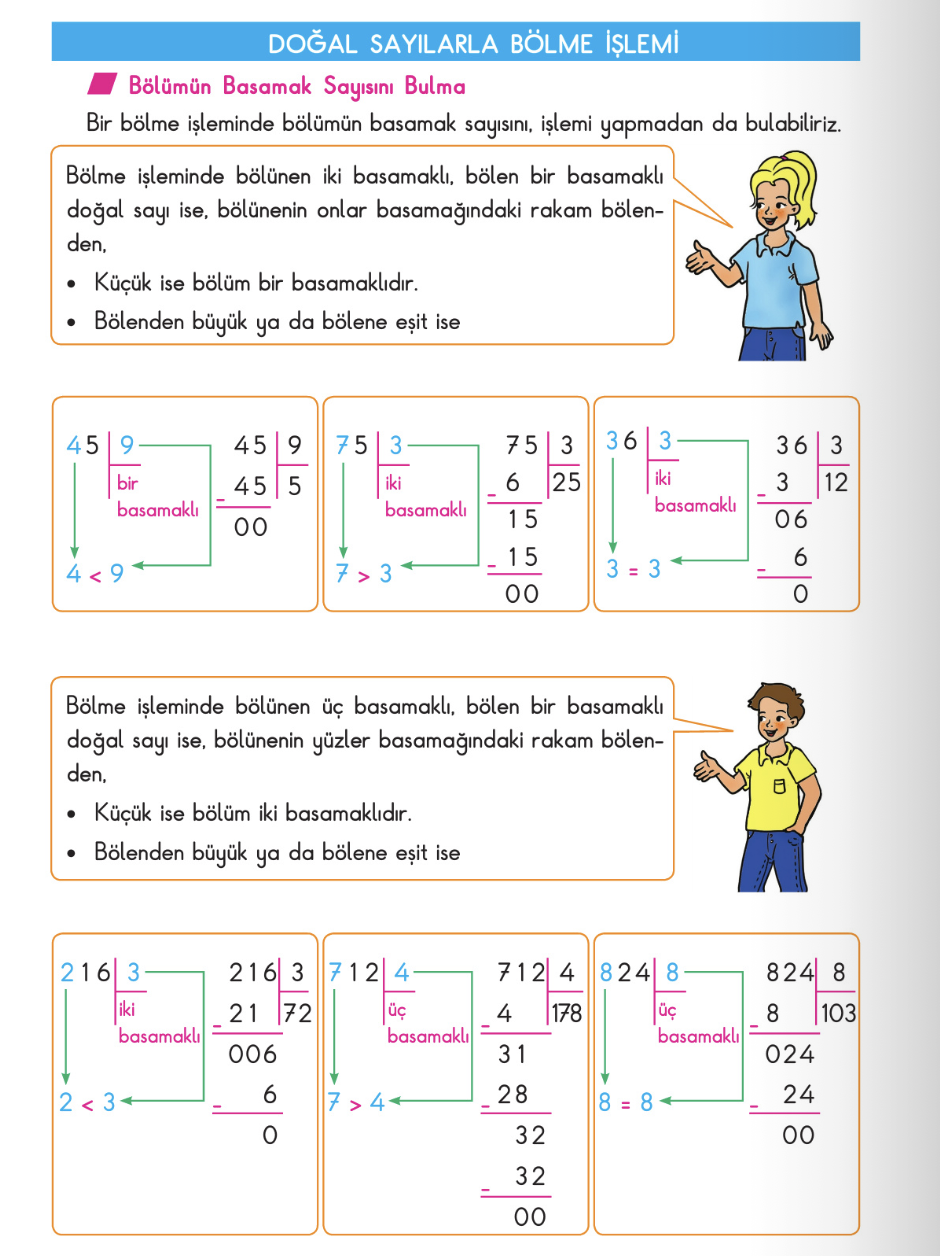 DOĞAL SAYILARLA BÖLME İŞLEMİ
Bölümün Basamak Sayısını Bulma
Bir bölme işleminde bölümün basamak sayısını, işlemi yapmadan da bulabiliriz.
Bölme işleminde bölünen iki basamaklı, bölen bir basamaklı
doğal sayı ise, bölünenin onlar basamağındaki rakam bölen-
den,
• Küçük ise bölüm bir basamaklıdır.
• Bölenden büyük ya da bölene eşit ise
45 9
bir
basamaklı
4 < 9
45 9
- 45 5
00
75 3
iki
basamaklı
7 > 3
75 3
- 6 25
15
- 15
00
36 3
iki
basamaklı
3 = 3
36 3
- 3 12
06
- 6
0
Bölme işleminde bölünen üç basamaklı, bölen bir basamaklı
doğal sayı ise, bölünenin yüzler basamağındaki rakam bölen-
den,
• Küçük ise bölüm iki basamaklıdır.
• Bölenden büyük ya da bölene eşit ise
216 3
iki
basamaklı
2 < 3
216 3
- 21 72
006
- 6
0
712 4
üç
basamaklı
7 > 4
712 4
- 4 178
31
- 28
32
- 32
00
824 8
üç
basamaklı
8 = 8
824 8
- 8 103
024
- 24
00